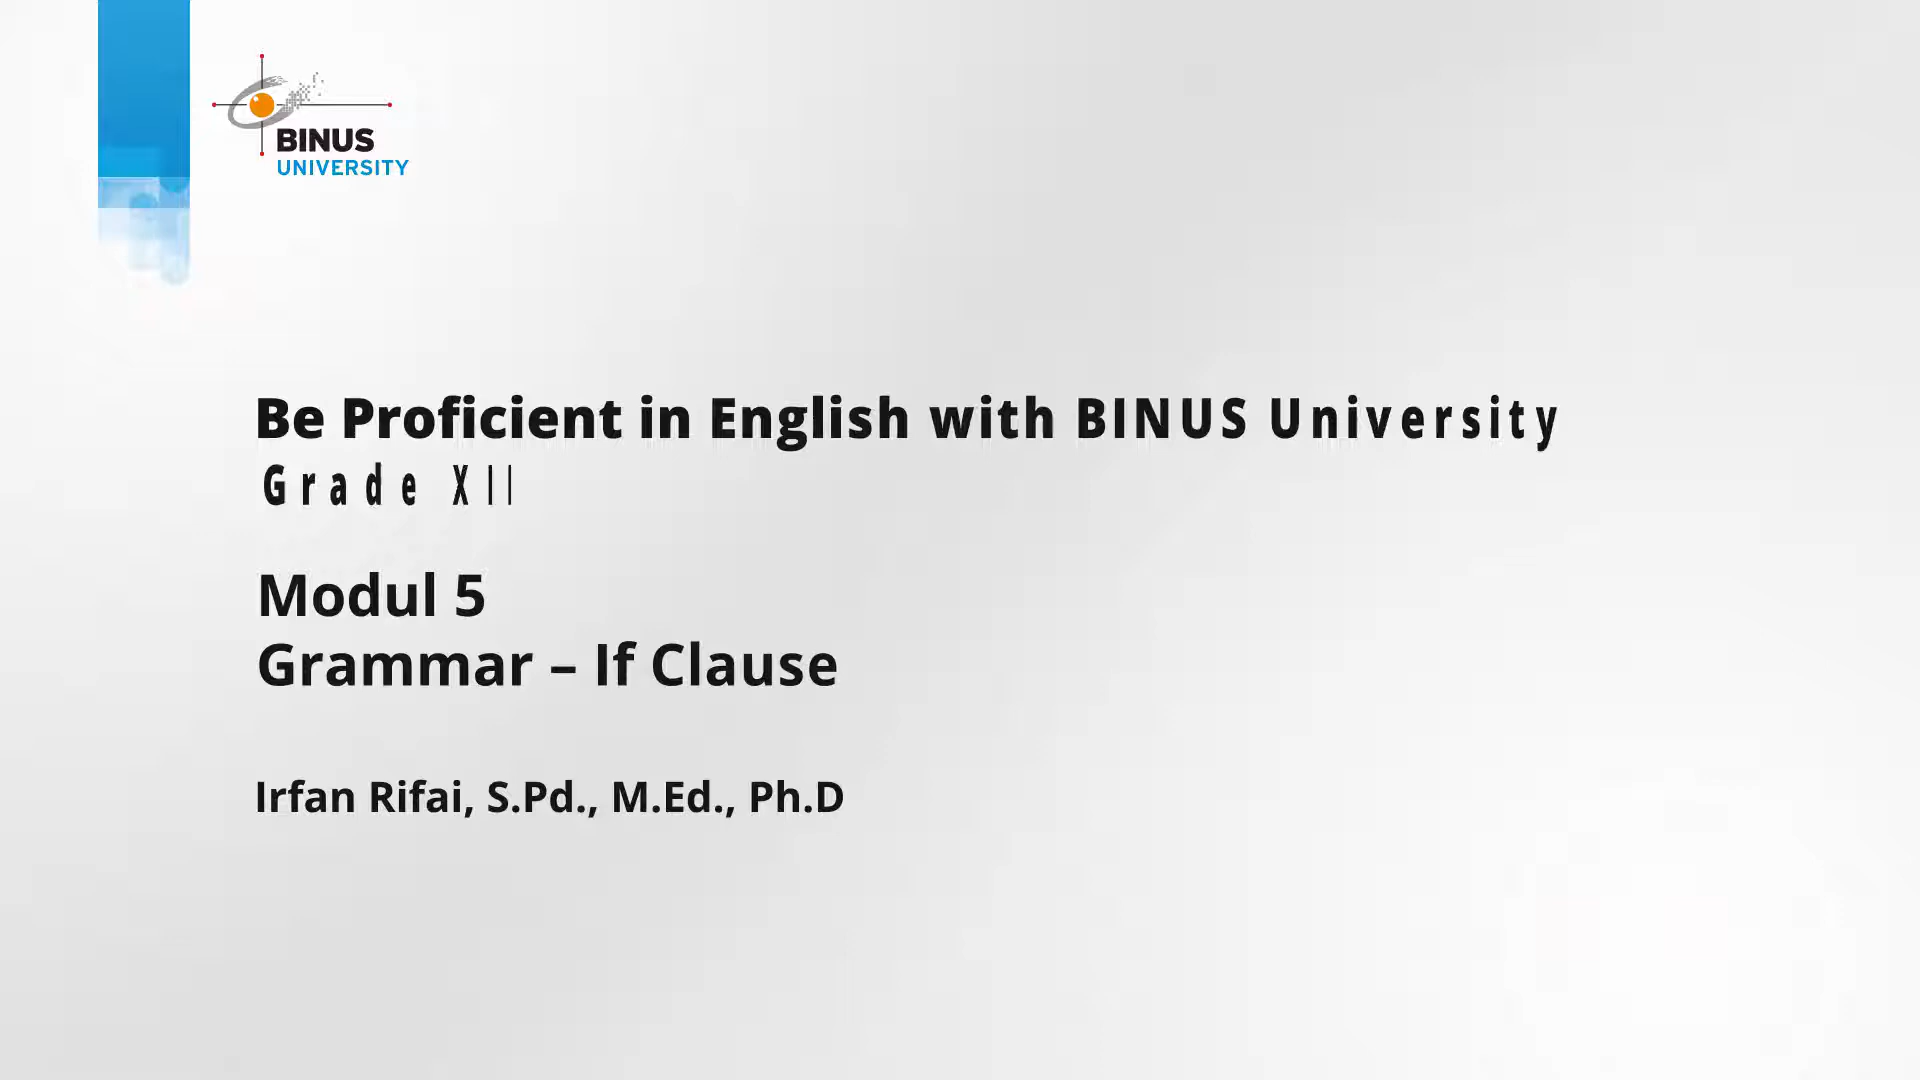 BINUS
UNIVERSITY
Be Proficient in English with BINUS University
Grade XII
Modul 5
Grammar – If Clause
Irfan Rifai, S.Pd., M.Ed., Ph.D